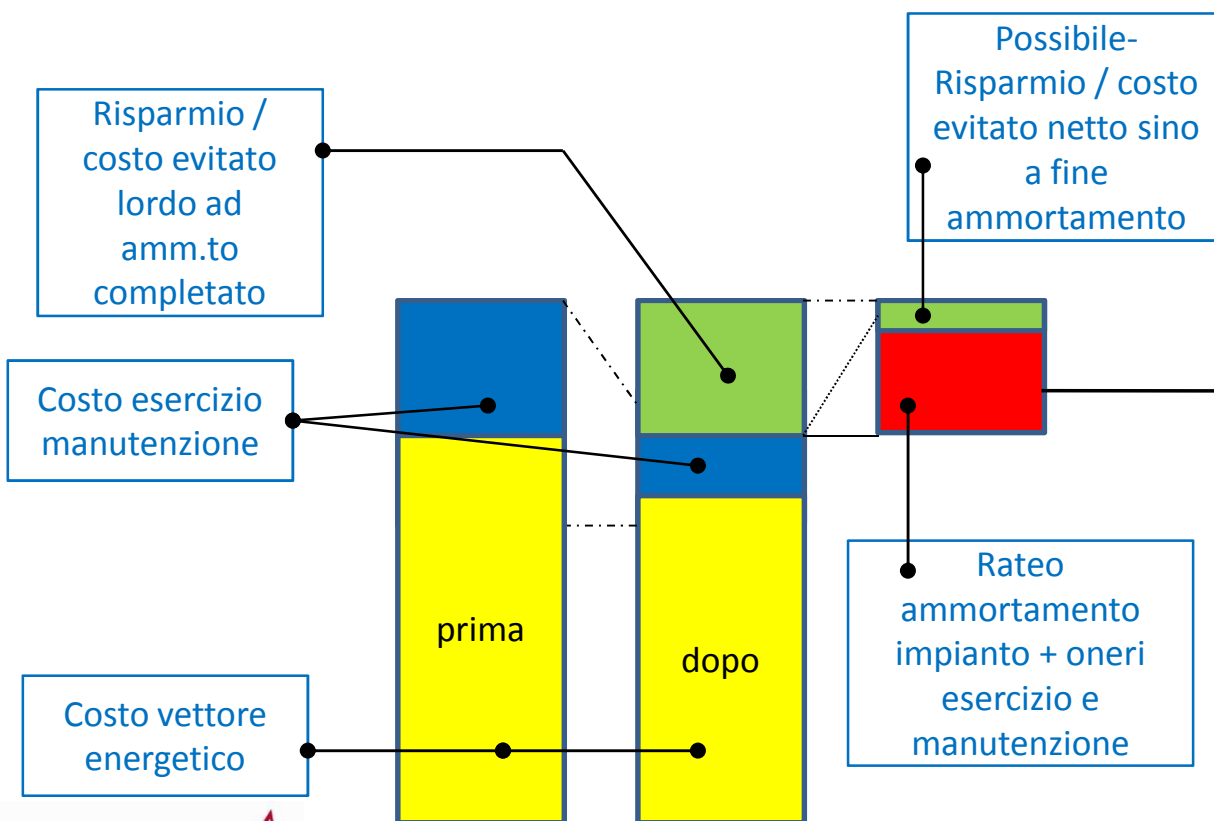 Possibile-
Risparmio / costo
evitato netto sino
a fine
ammortamento
Risparmio /
costo evitato
lordo ad
amm.to
completato
Costo esercizio
manutenzione
prima
dopo
Rateo
ammortamento
impianto + oneri
esercizio e
manutenzione
Costo vettore
energetico